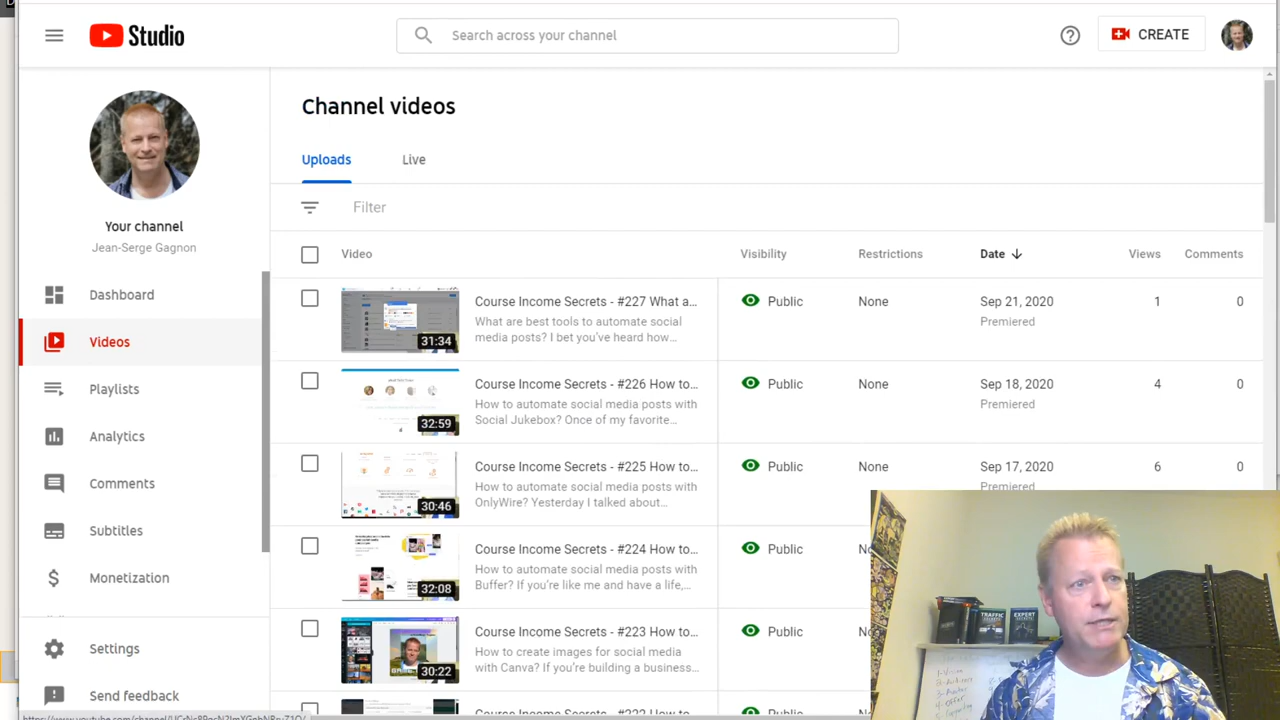 Studio
Search across your channel
CREATE
Your channel
Jean-Serge Gagnon
Dashboard
Videos
Playlists
Analytics
Comments
Subtitles
Monetization
Settings
Send feedback
Channel videos
Uploads
Live
Filter
Video
Visibility
Restrictions
Date
Views
Comments
Course Income Secrets - #227 What a...
What are best tools to automate social
media posts? I bet you've heard how...
31:34
Public
None
Sep 21, 2020
Premiered
1
0
Course Income Secrets - #226 How to...
How to automate social media posts with
Social Jukebox? Once of my favorite...
32:59
Public
None
Sep 18, 2020
Premiered
4
0
Course Income Secrets - #225 How to...
How to automate social media posts with
OnlyWire? Yesterday I talked about...
30:46
Public
None
Sep 17, 2020
Premiered
6
0
Course Income Secrets - #224 How to...
How to automate social media posts with
Buffer? If you're like me and have a life,...
32:08
Public
Course Income Secrets - #223 How to...
How to create images for social media
with Canva? If you're building a business...
30:22
Public
TRAFFIC
SECRETS
EXPERT
SECRETS